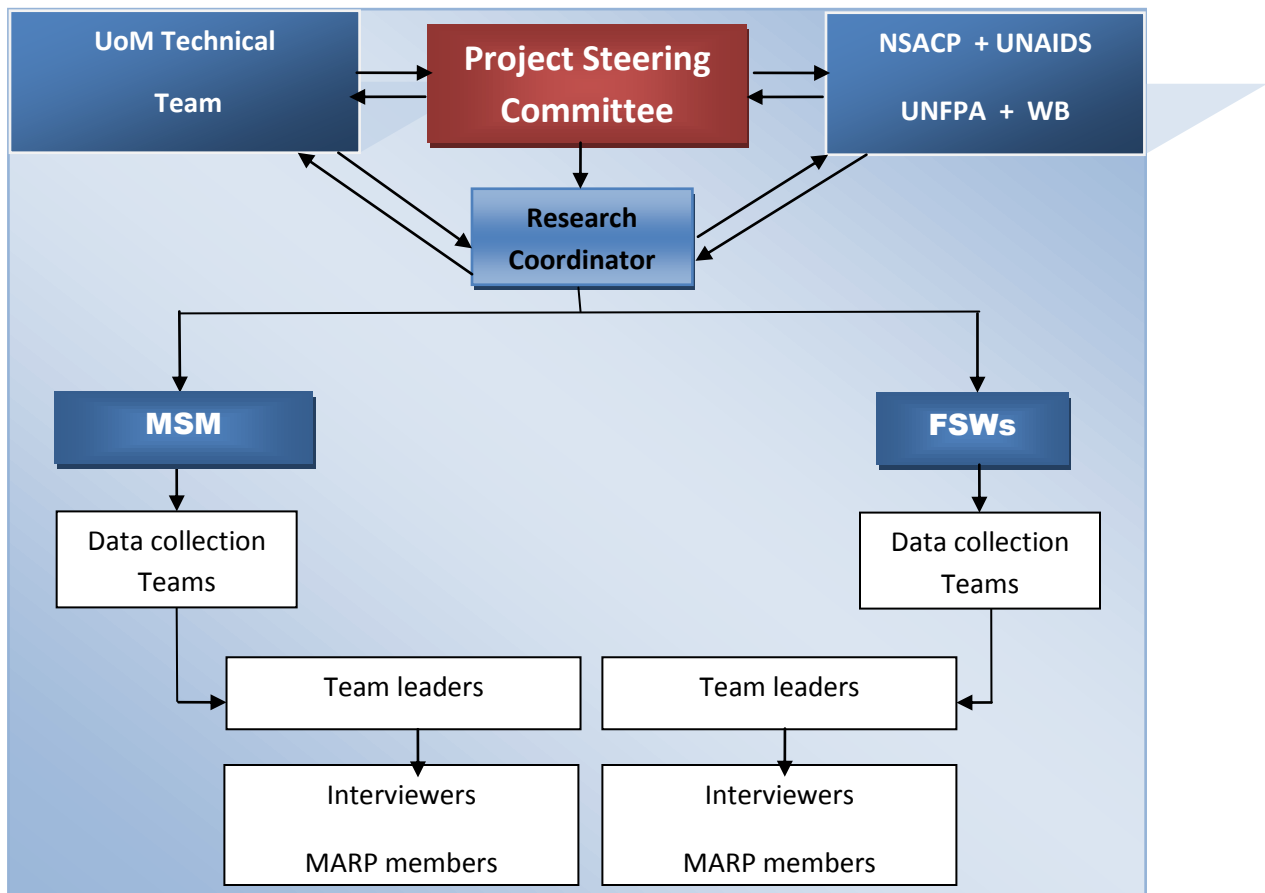 UoM Technical
Team
Project Steering
Committee
NSACP + UNAIDS
UNFPA + WB
Research
Coordinator
MSM
FSWs
Data collection
Teams
Data collection
Teams
Team leaders
Team leaders
Interviewers
MARP members
Interviewers
MARP members